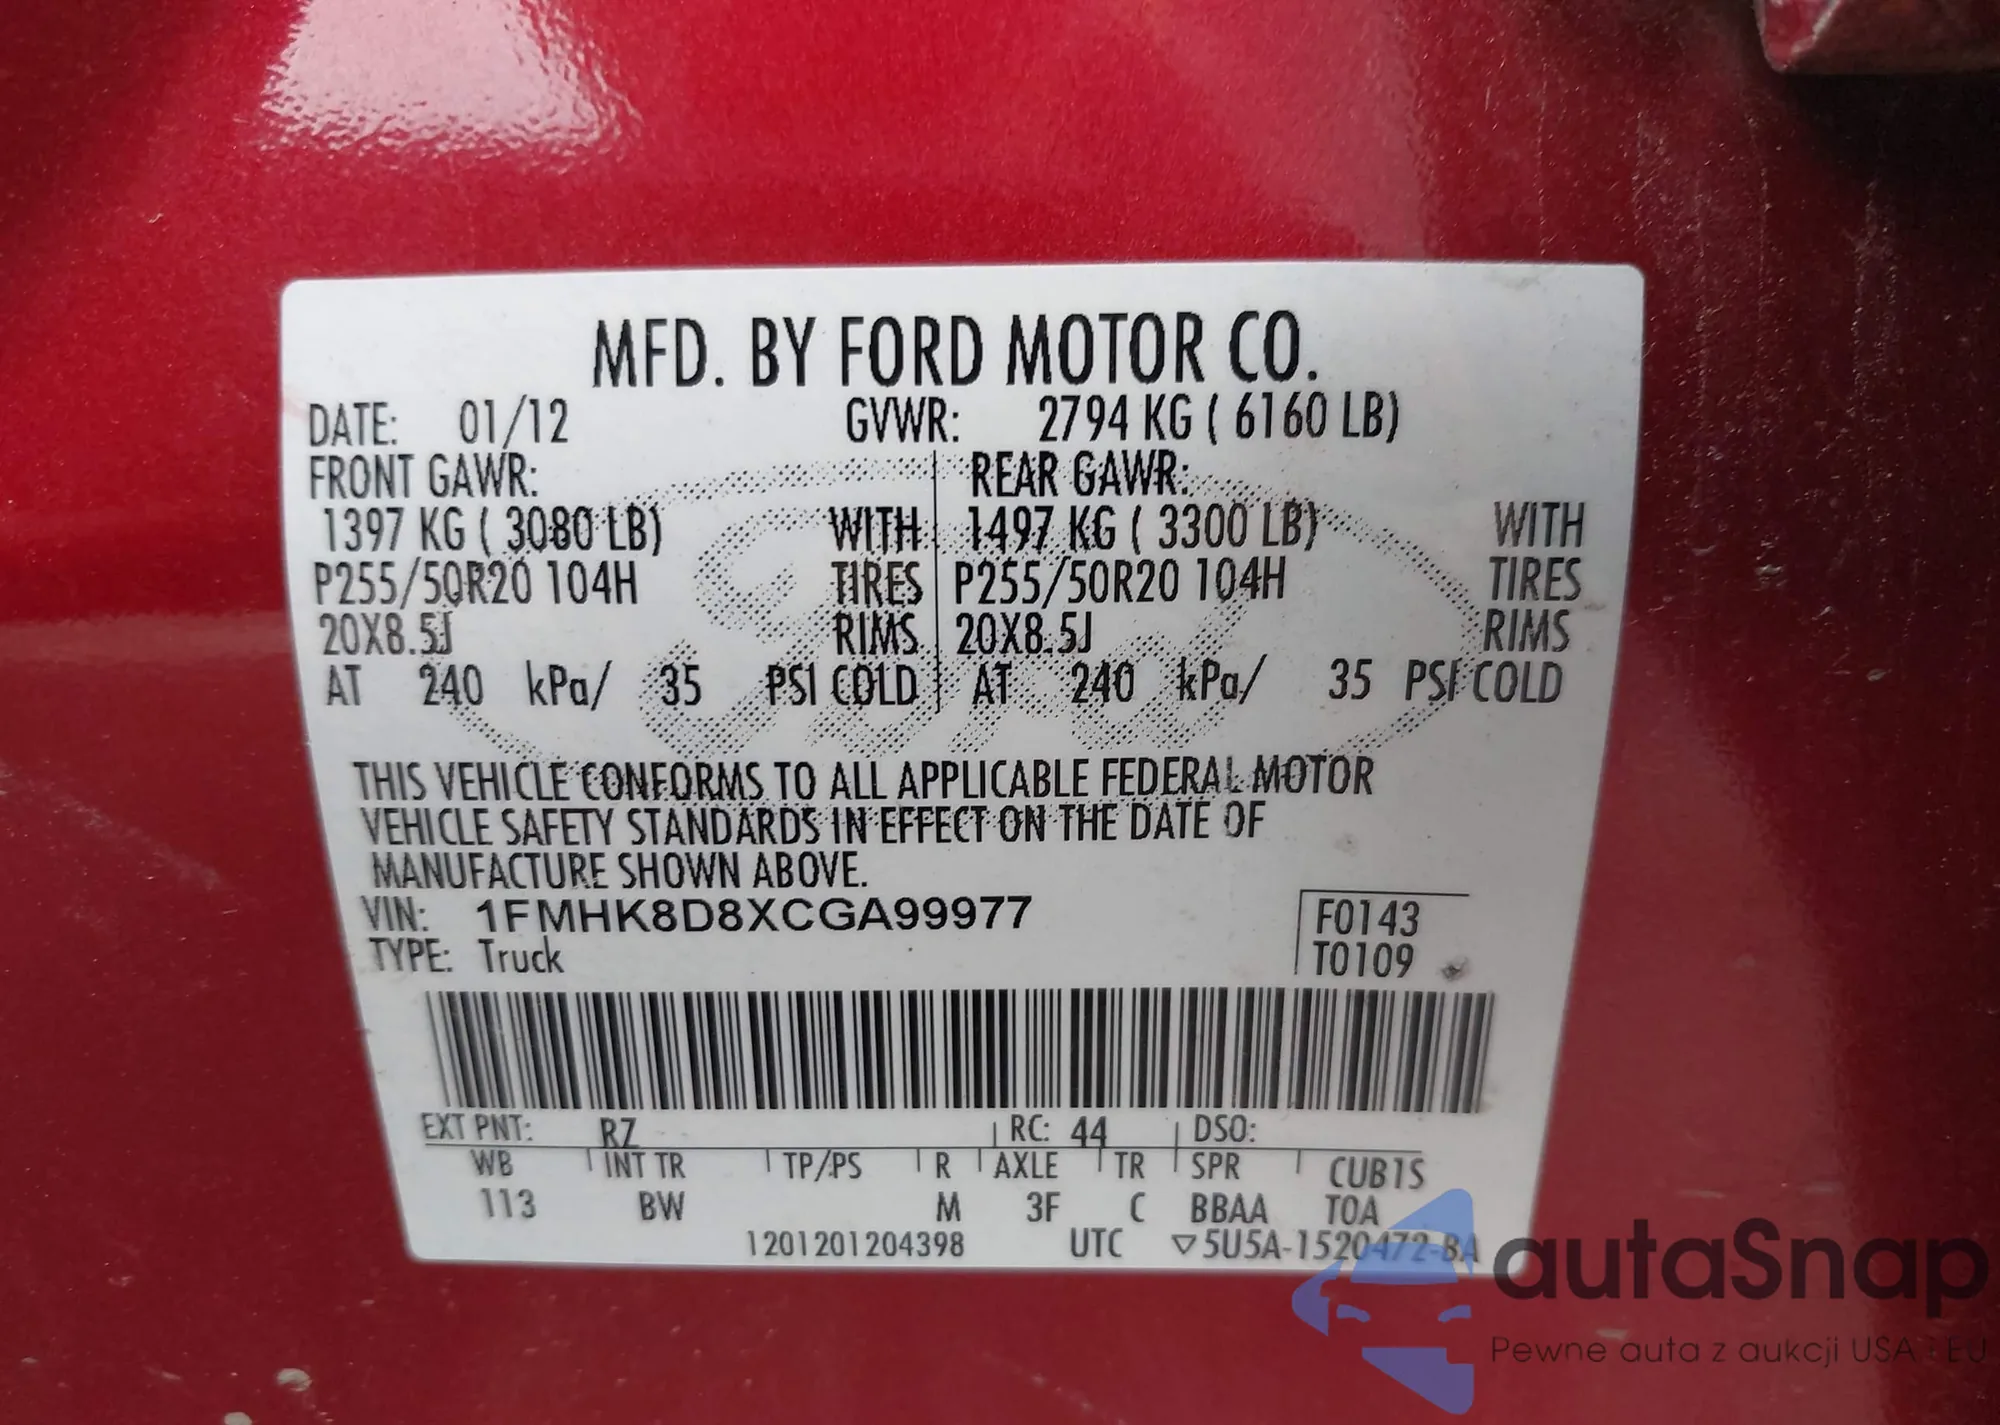 MFD. BY FORD MOTOR CO.
DATE: 01/12 GVWR: 2794 KG ( 6160 LB)
FRONT GAWR: REAR GAWR:
1397 KG ( 3080 LB) WITH 1497 KG ( 3300 LB) WITH
P255/50R20 104H TIRES P255/50R20 104H TIRES
20X8.5J RIMS 20X8.5J RIMS
AT 240 kPa/ 35 PSI COLD AT 240 kPa/ 35 PSI COLD
THIS VEHICLE CONFORMS TO ALL APPLICABLE FEDERAL MOTOR
VEHICLE SAFETY STANDARDS IN EFFECT ON THE DATE OF
MANUFACTURE SHOWN ABOVE.
VIN: 1FMHK8D8XCGA99977 F0143
TYPE: Truck T0109
EXT PNT: RZ RC: 44 DSO:
WB INT TR TP/PS R AXLE TR SPR CUB1S
113 BW M 3F C BBAA TOA
1201201204398 UTC ▽5U5A-1520472-BA
autaSnap
Pewne auta z aukcji USA i EU